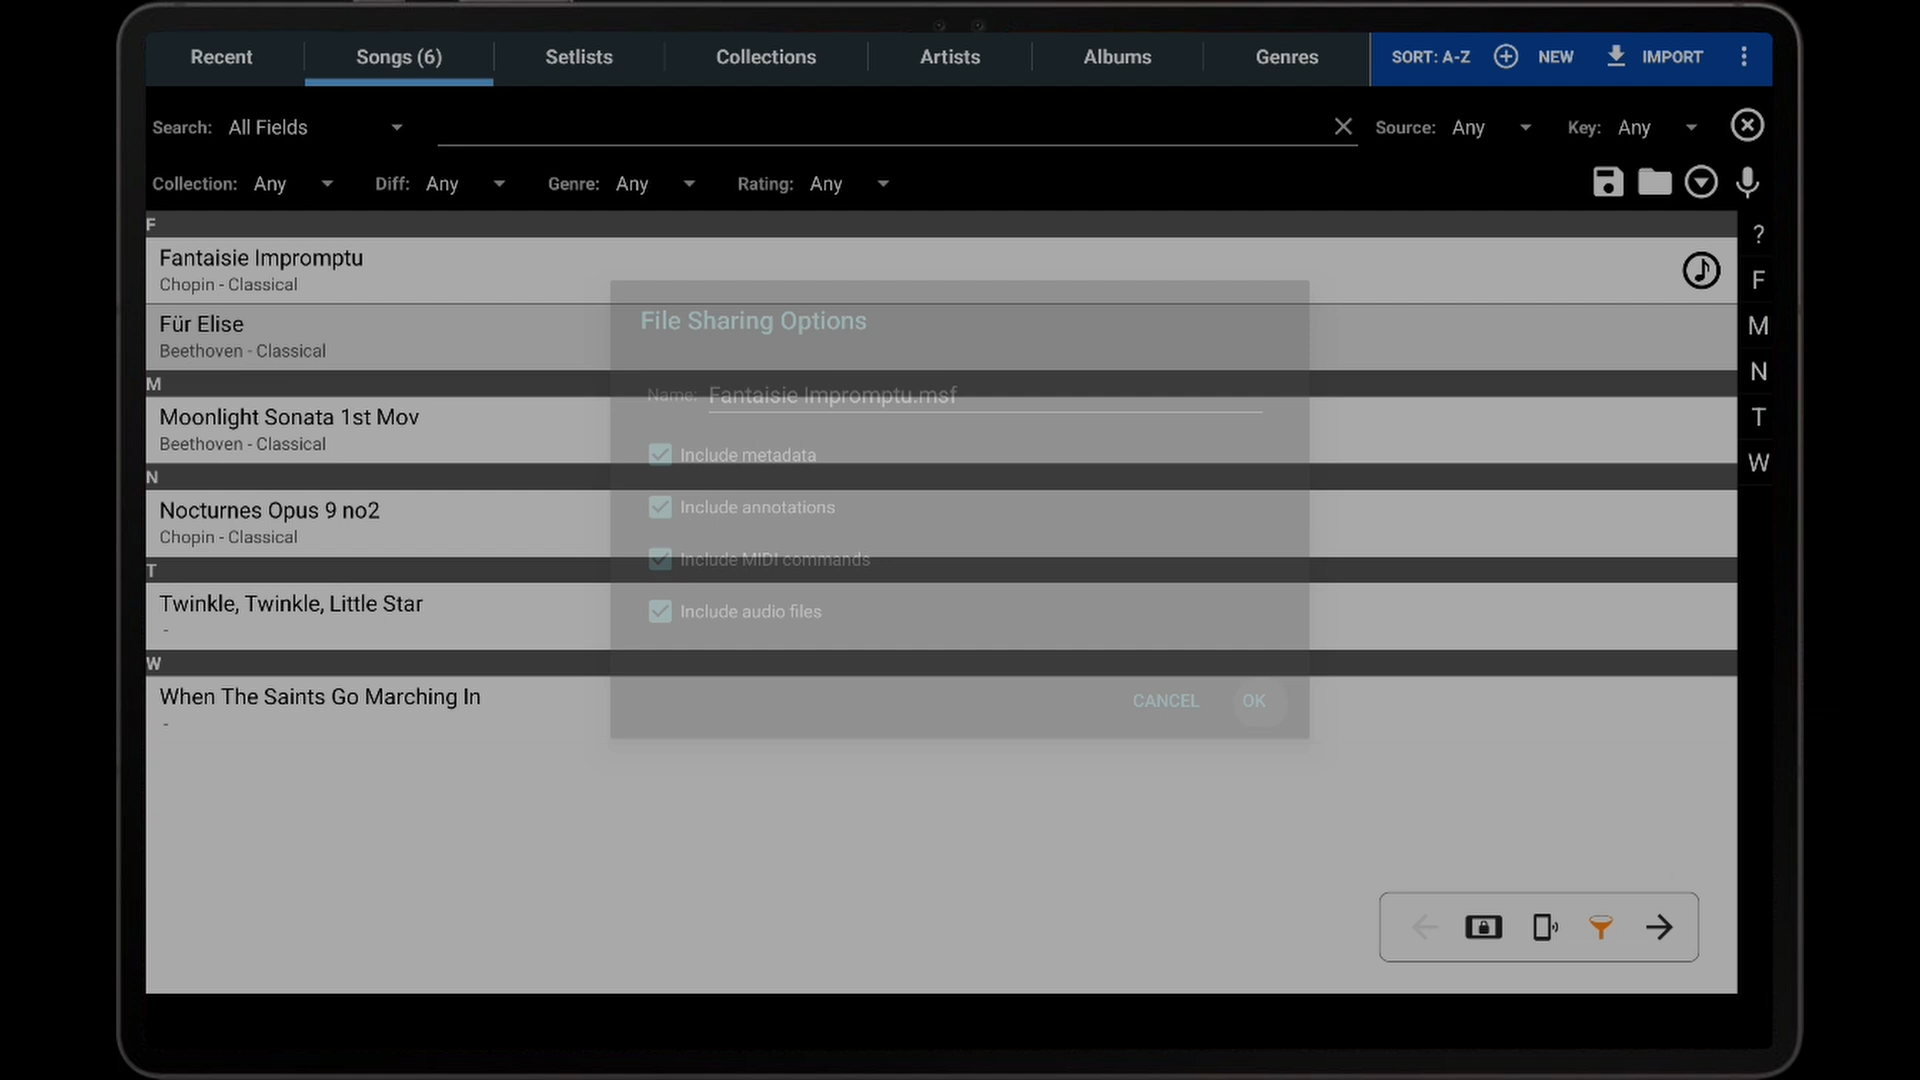 Recent Songs (6) Setlists Collections Artists Albums Genres SORT: A-Z NEW IMPORT
Search: All Fields Source: Any Key: Any
Collection: Any Diff: Any Genre: Any Rating: Any
F
Fantaisie Impromptu
Chopin - Classical
Für Elise
Beethoven - Classical
M
Moonlight Sonata 1st Mov
Beethoven - Classical
N
Nocturnes Opus 9 no2
Chopin - Classical
T
Twinkle, Twinkle, Little Star
-
W
When The Saints Go Marching In
-
File Sharing Options
Name: Fantaisie Impromptu.msf
Include metadata
Include annotations
Include MIDI commands
Include audio files
CANCEL OK
?
F
M
N
T
W